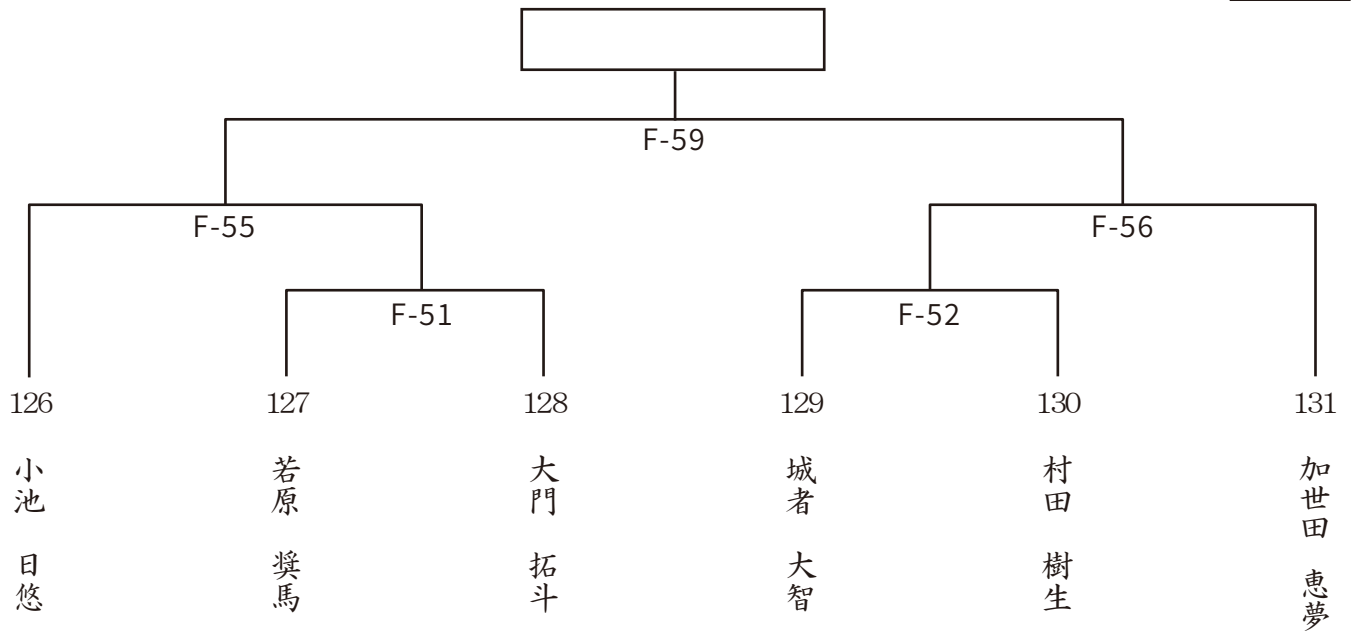 F-59
F-55
F-56
F-51
F-52
126
127
128
129
130
131
小池 日悠
若原 奨馬
大門 拓斗
城者 大智
村田 樹生
加世田 恵夢